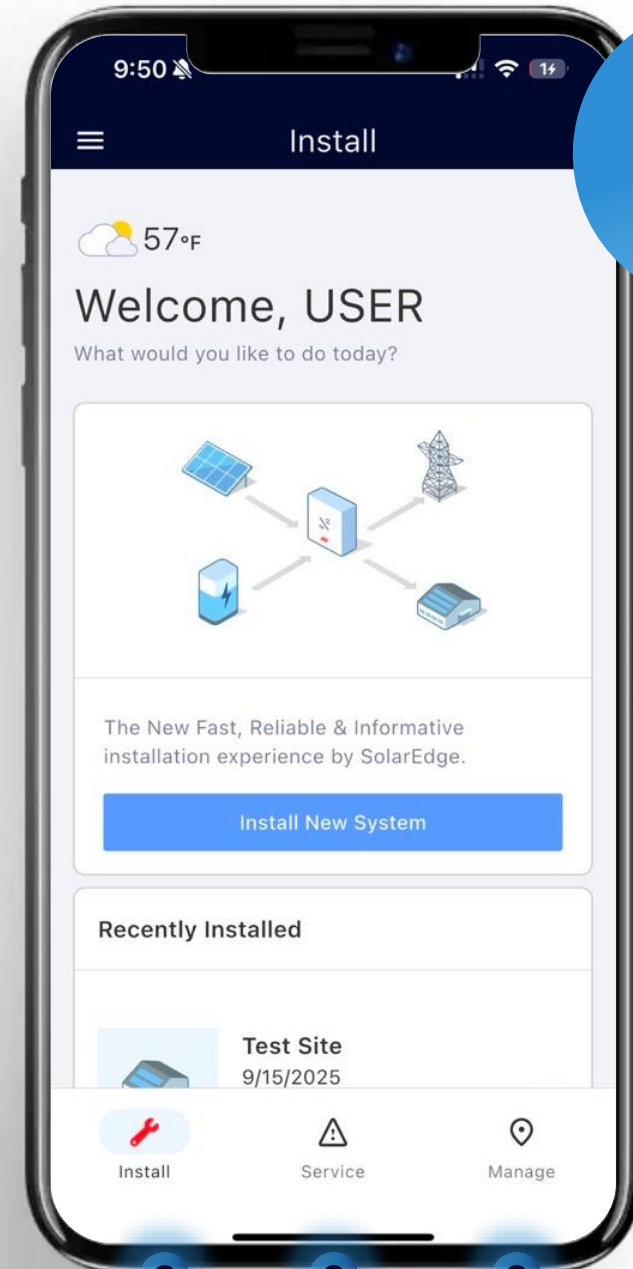 9:50
Install
57°F
Welcome, USER
What would you like to do today?
The New Fast, Reliable & Informative
installation experience by SolarEdge.
Install New System
Recently Installed
Test Site
9/15/2025
Install Service Manage